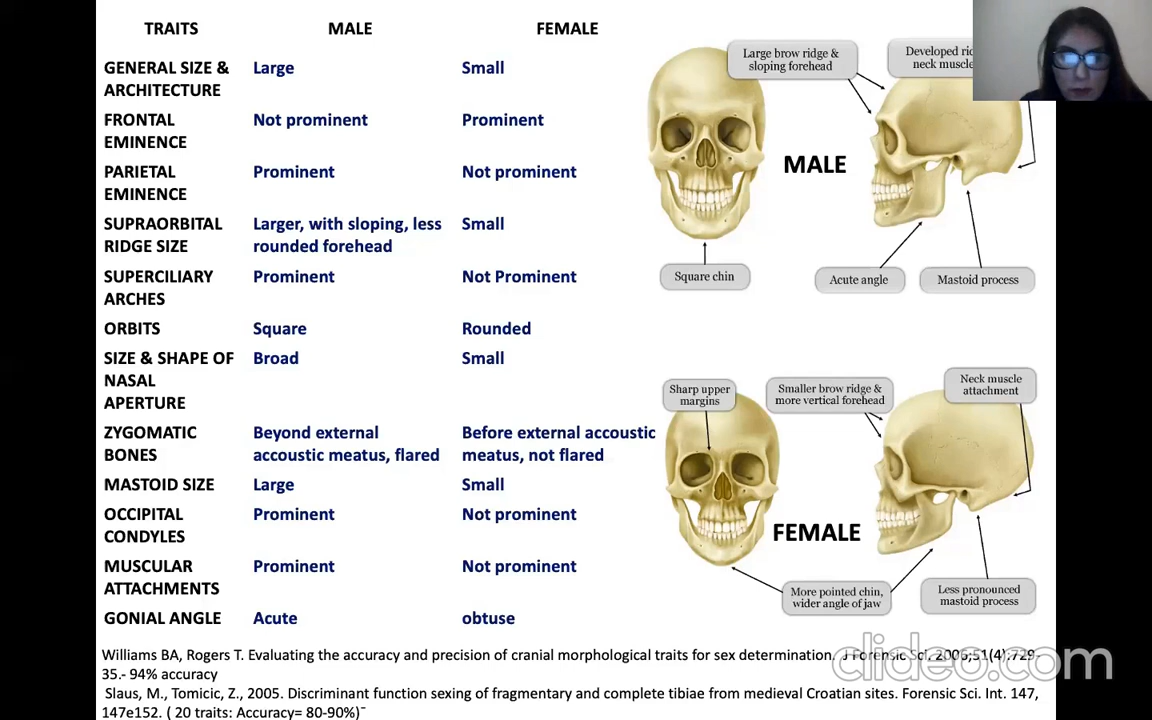 TRAITS MALE FEMALE
GENERAL SIZE & Large Small
ARCHITECTURE
FRONTAL Not prominent Prominent
EMINENCE
PARIETAL Prominent Not prominent
EMINENCE
SUPRAORBITAL Larger, with sloping, less Small
RIDGE SIZE rounded forehead
SUPERCILIARY Prominent Not Prominent
ARCHES
ORBITS Square Rounded
SIZE & SHAPE OF Broad Small
NASAL
APERTURE
ZYGOMATIC Beyond external Before external accoustic
BONES accoustic meatus, flared meatus, not flared
MASTOID SIZE Large Small
OCCIPITAL Prominent Not prominent
CONDYLES
MUSCULAR Prominent Not prominent
ATTACHMENTS
GONIAL ANGLE Acute obtuse
Large brow ridge &
sloping forehead
Developed
neck
MALE
Square chin
Acute angle
Mastoid process
Sharp upper
margins
Smaller brow ridge &
more vertical forehead
Neck muscle
attachment
FEMALE
More pointed chin,
wider angle of jaw
Less pronounced
mastoid process
Williams BA, Rogers T. Evaluating the accuracy and precision of cranial morphological traits for sex determination. J Forensic Sci. 2006;51(4):729-
35.- 94% accuracy
Slaus, M., Tomicic, Z., 2005. Discriminant function sexing of fragmentary and complete tibiae from medieval Croatian sites. Forensic Sci. Int. 147,
147e152. ( 20 traits: Accuracy= 80-90%)
clideo.com